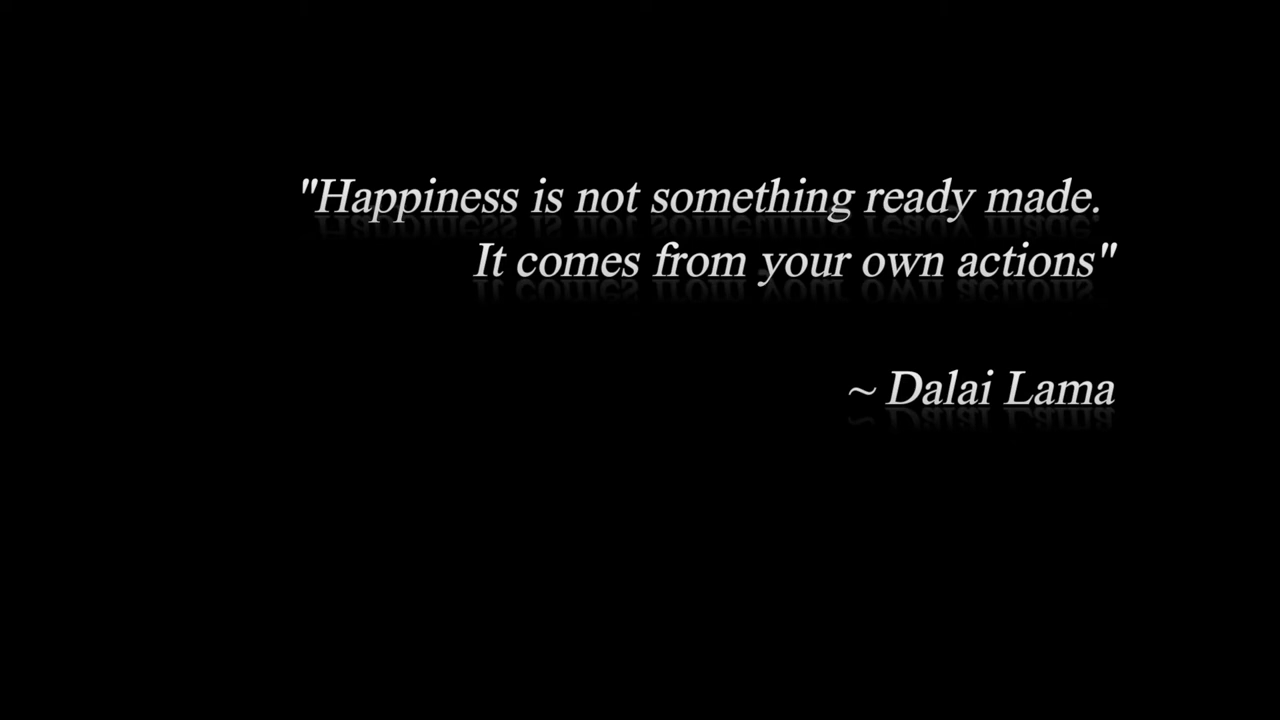 "Happiness is not something ready made.
It comes from your own actions"
~ Dalai Lama